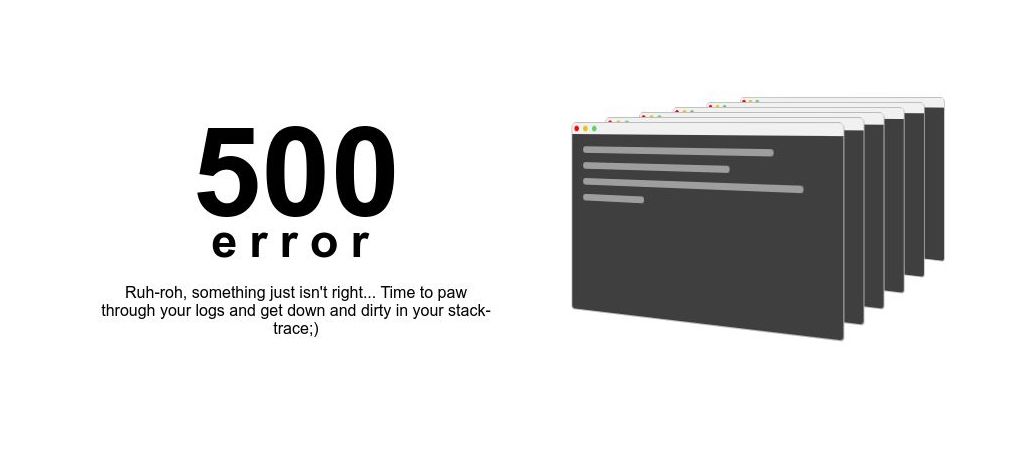 500
error
Ruh-roh, something just isn't right... Time to paw
through your logs and get down and dirty in your stack-
trace;)